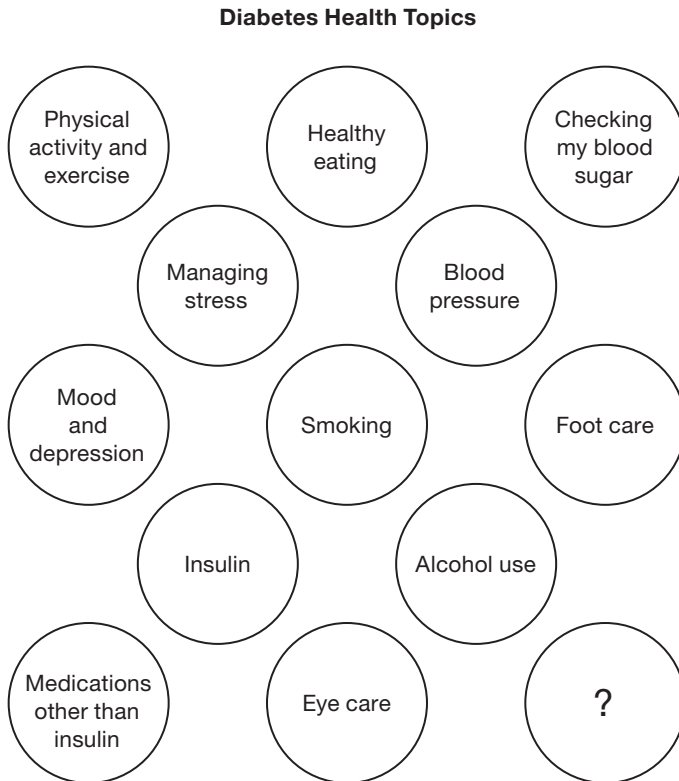 Diabetes Health Topics
Physical
activity and
exercise
Healthy
eating
Checking
my blood
sugar
Managing
stress
Blood
pressure
Mood
and
depression
Smoking
Foot care
Insulin
Alcohol use
Medications
other than
insulin
Eye care
?